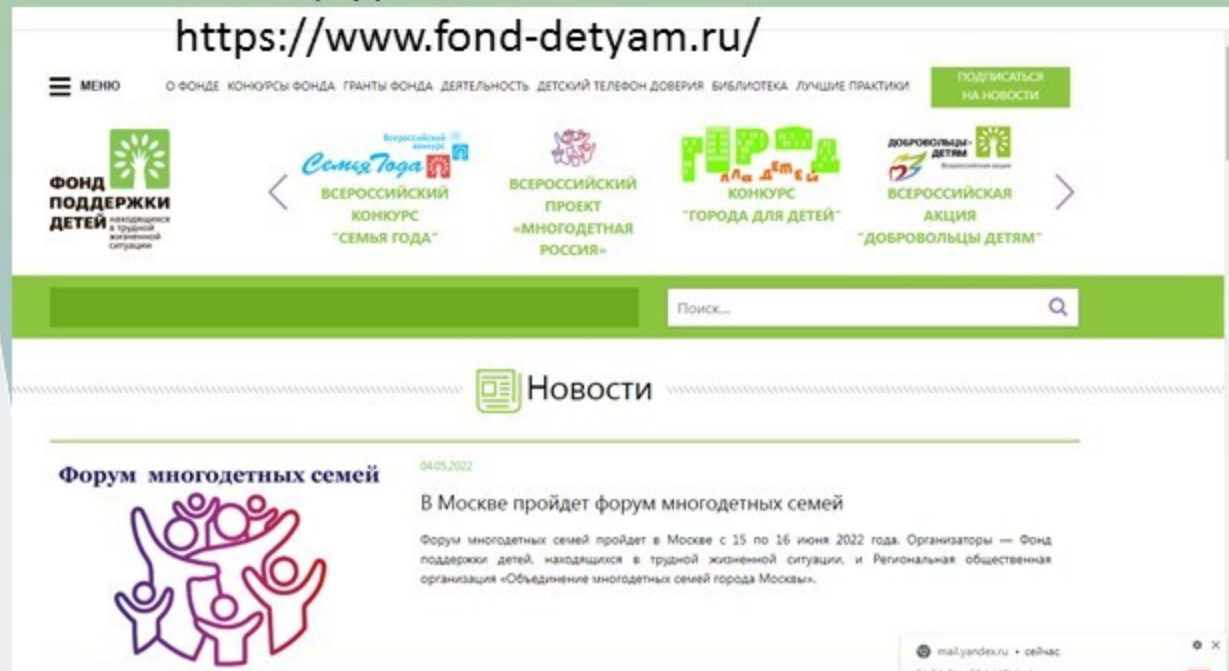 https://www.fond-detyam.ru/
МЕНЮ
О ФОНДЕ КОНКУРСЫ ФОНДА ГРАНТЫ ФОНДА ДЕЯТЕЛЬНОСТЬ ДЕТСКИЙ ТЕЛЕФОН ДОВЕРИЯ БИБЛИОТЕКА ЛУЧШИЕ ПРАКТИКИ
ПОДПИСАТЬСЯ
НА НОВОСТИ
ФОНД
ПОДДЕРЖКИ
ДЕТЕЙ
находящихся
в трудной
жизненной
ситуации
Всероссийский
конкурс
Семья Года
ВСЕРОССИЙСКИЙ
КОНКУРС
"СЕМЬЯ ГОДА"
ВСЕРОССИЙСКИЙ
ПРОЕКТ
«МНОГОДЕТНАЯ
РОССИЯ»
ГОРОДА
ДЛЯ ДЕТЕЙ
КОНКУРС
"ГОРОДА ДЛЯ ДЕТЕЙ"
ДОБРОВОЛЬЦЫ-
ДЕТЯМ
Всероссийская акция
ВСЕРОССИЙСКАЯ
АКЦИЯ
"ДОБРОВОЛЬЦЫ ДЕТЯМ"
Поиск...
Новости
Форум многодетных семей
04.05.2022
В Москве пройдет форум многодетных семей
Форум многодетных семей пройдет в Москве с 15 по 16 июня 2022 года. Организаторы — Фонд
поддержки детей, находящихся в трудной жизненной ситуации, и Региональная общественная
организация «Объединение многодетных семей города Москвы».
mail.yandex.ru • сейчас